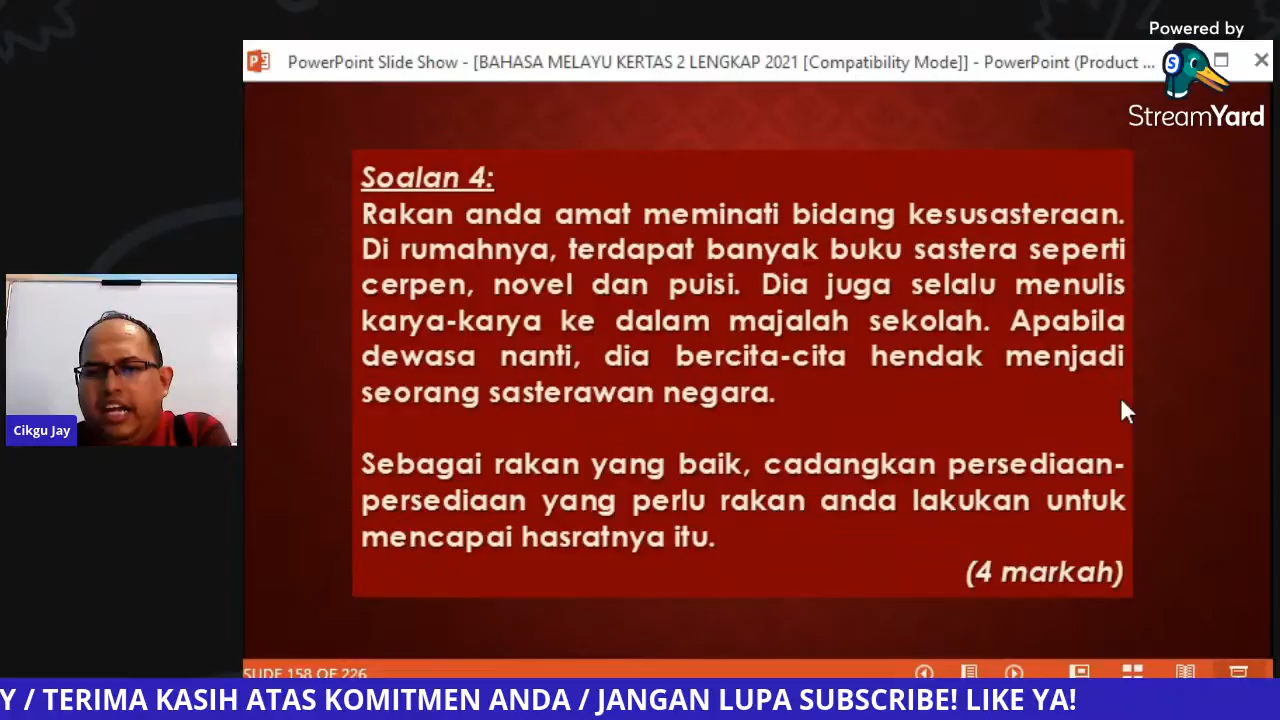 Powered by
PowerPoint Slide Show - [BAHASA MELAYU KERTAS 2 LENGKAP 2021 [Compatibility Mode]] - PowerPoint (Product ...
StreamYard
Soalan 4:
Rakan anda amat meminati bidang kesusasteraan.
Di rumahnya, terdapat banyak buku sastera seperti
cerpen, novel dan puisi. Dia juga selalu menulis
karya-karya ke dalam majalah sekolah. Apabila
dewasa nanti, dia bercita-cita hendak menjadi
seorang sasterawan negara.
Sebagai rakan yang baik, cadangkan persediaan-
persediaan yang perlu rakan anda lakukan untuk
mencapai hasratnya itu.
(4 markah)
Cikgu Jay
SLIDE 158 OF 226
Y / TERIMA KASIH ATAS KOMITMEN ANDA / JANGAN LUPA SUBSCRIBE! LIKE YA!